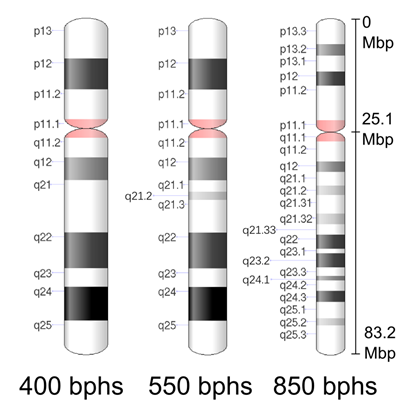 p13
p12
p11.2
p11.1
q11.2
q12
q21
q22
q23
q24
q25
400 bphs
p13
p12
p11.2
p11.1
q11.2
q12
q21.1
q21.2
q21.3
q22
q23
q24
q25
550 bphs
p13.3
p13.2
p13.1
p12
p11.2
p11.1
q11.1
q11.2
q12
q21.1
q21.2
q21.31
q21.32
q21.33
q22
q23.1
q23.2
q23.3
q24.1
q24.2
q24.3
q25.1
q25.2
q25.3
850 bphs
0
Mbp
25.1
Mbp
83.2
Mbp